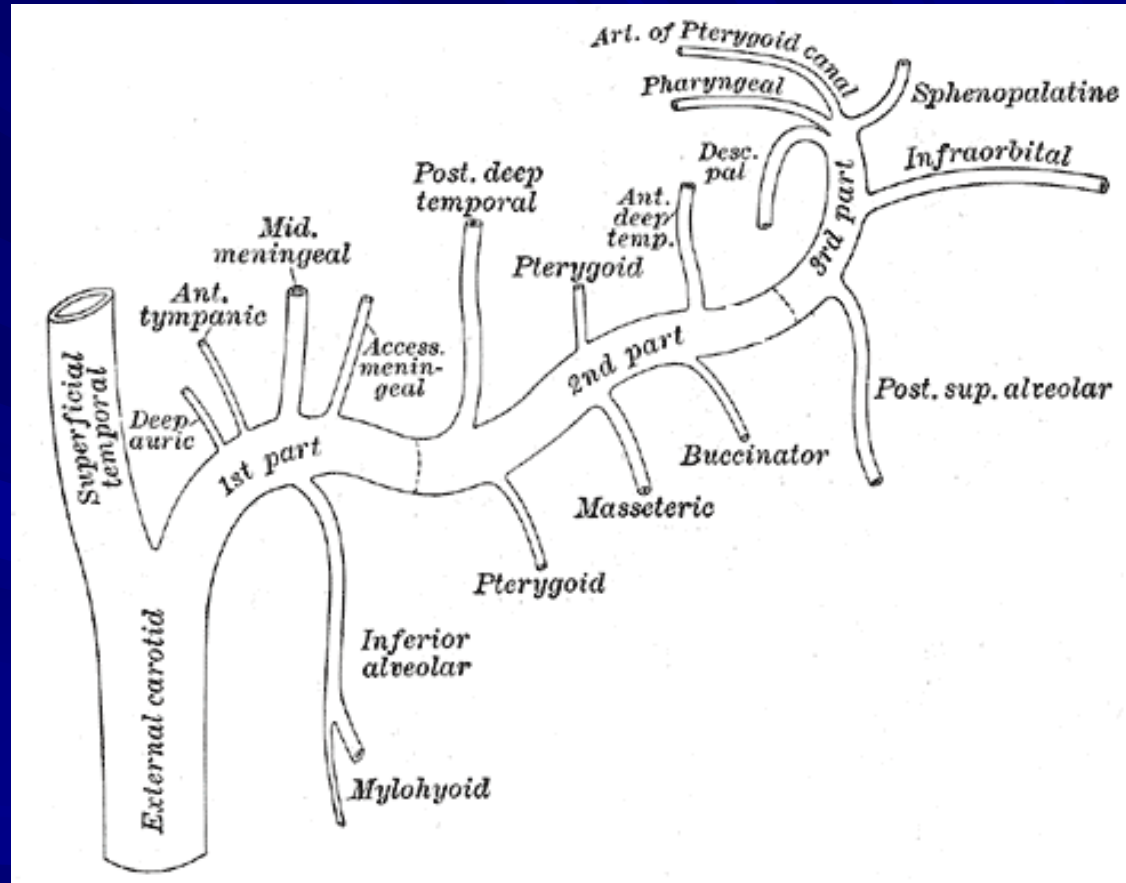 Art. of Pterygoid canal
Pharyngeal
Sphenopalatine
Desc.
pal
Infraorbital
Post. deep
temporal
Ant.
deep
temp.
3rd part
Mid.
meningeal
Pterygoid
Ant.
tympanic
Access.
menin-
geal
2nd part
Superficial
temporal
Deep
auric
1st part
Post. sup. alveolar
Buccinator
Masseteric
Pterygoid
Inferior
alveolar
External carotid
Mylohyoid